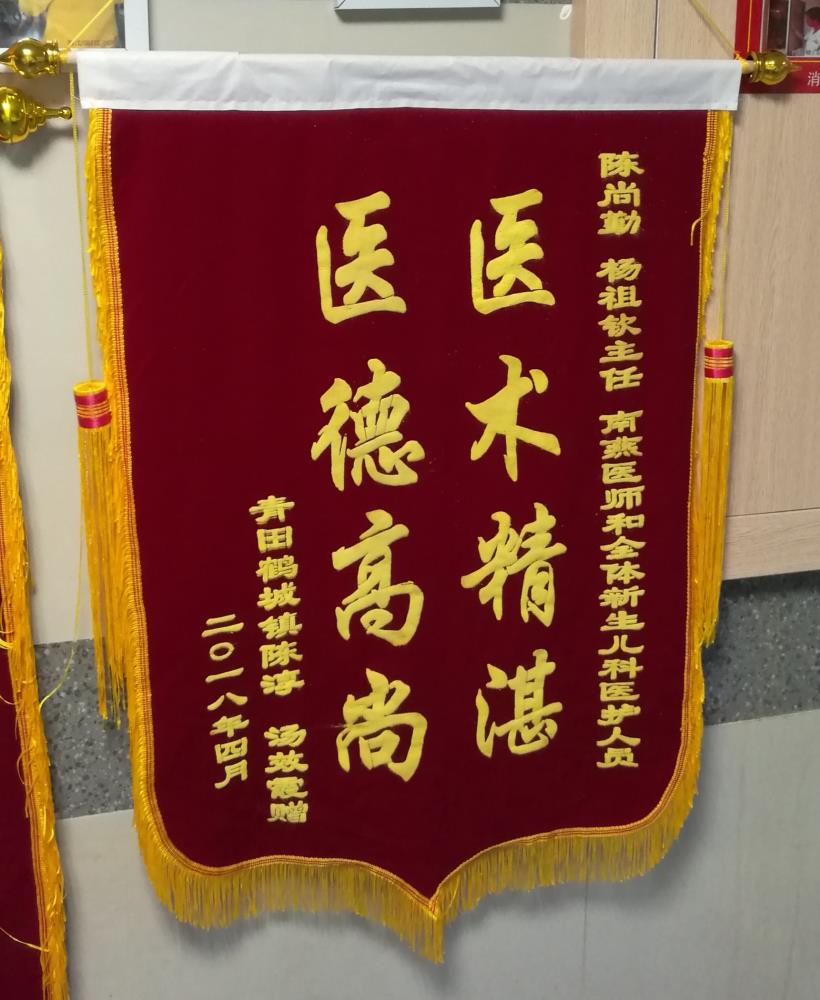 陈尚勤 杨祖钦主任 南燕医师和全体新生儿科医护人员
医术精湛
医德高尚
青田鹤城镇陈淳 汤效霞赠
二〇一八年四月
消